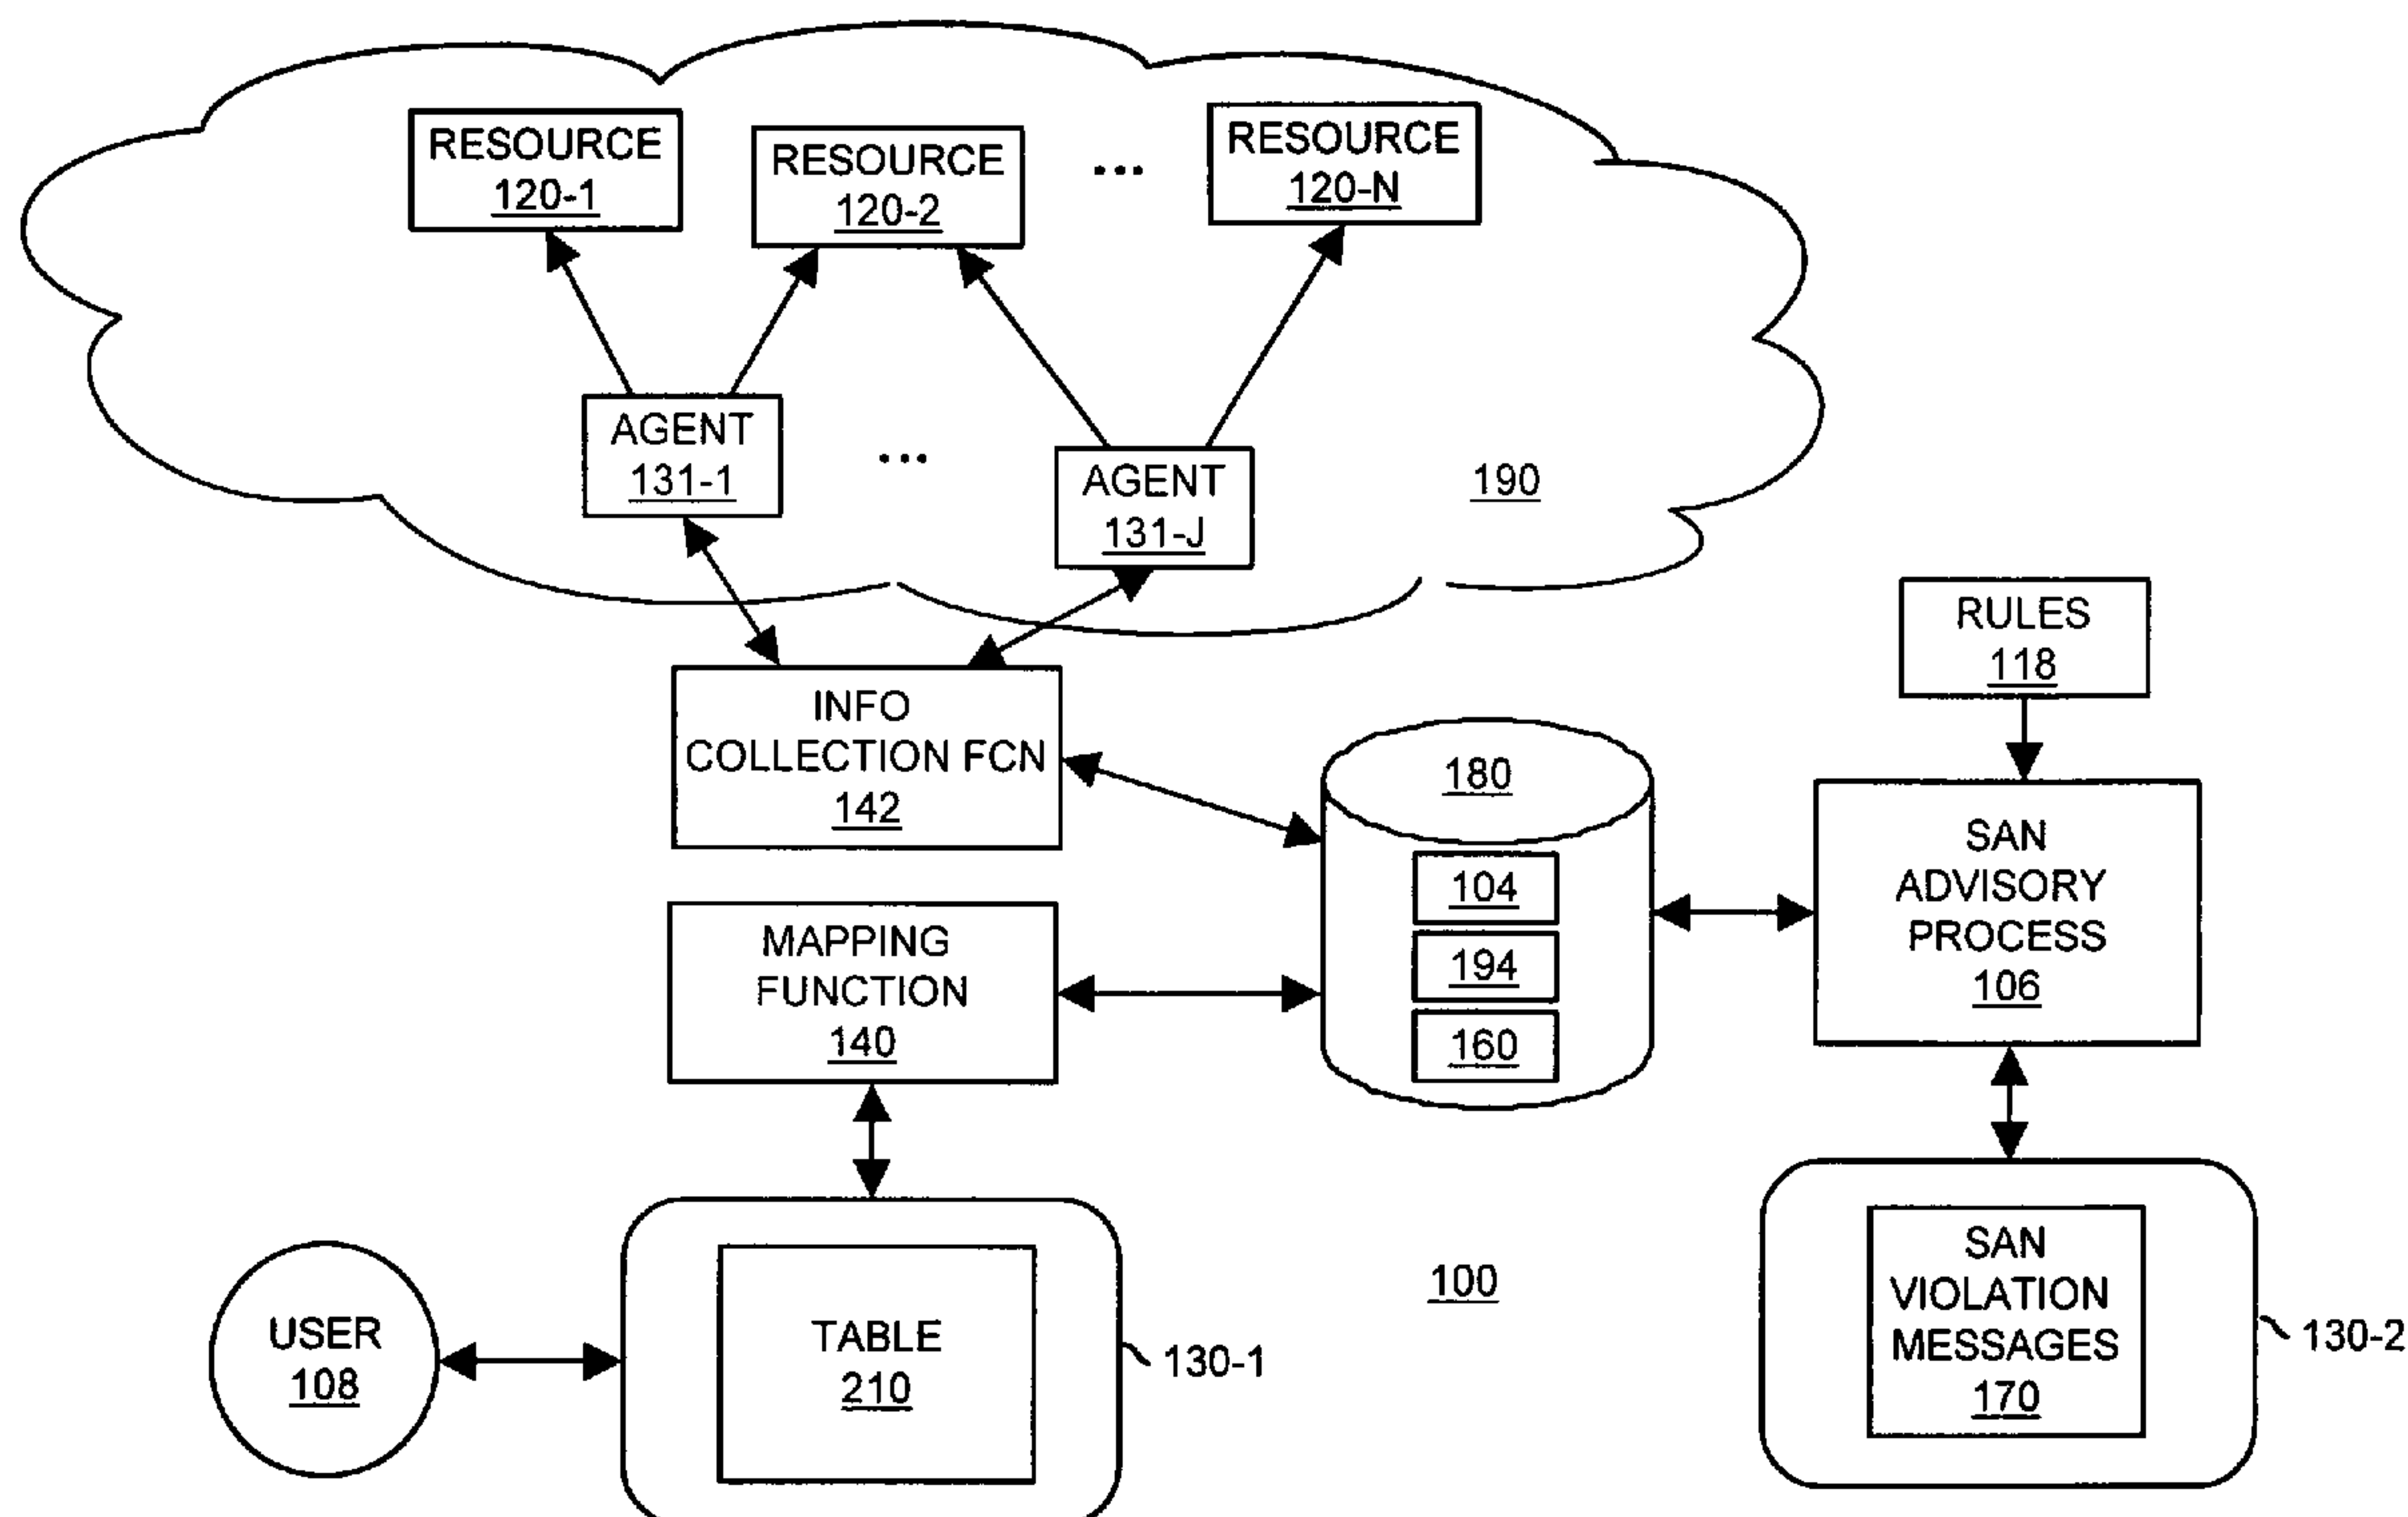 RESOURCE
120-1
RESOURCE
120-2
...
RESOURCE
120-N
AGENT
131-1
...
AGENT
131-J
190
RULES
118
INFO
COLLECTION FCN
142
180
104
194
160
SAN
ADVISORY
PROCESS
106
MAPPING
FUNCTION
140
USER
108
TABLE
210
130-1
100
SAN
VIOLATION
MESSAGES
170
130-2